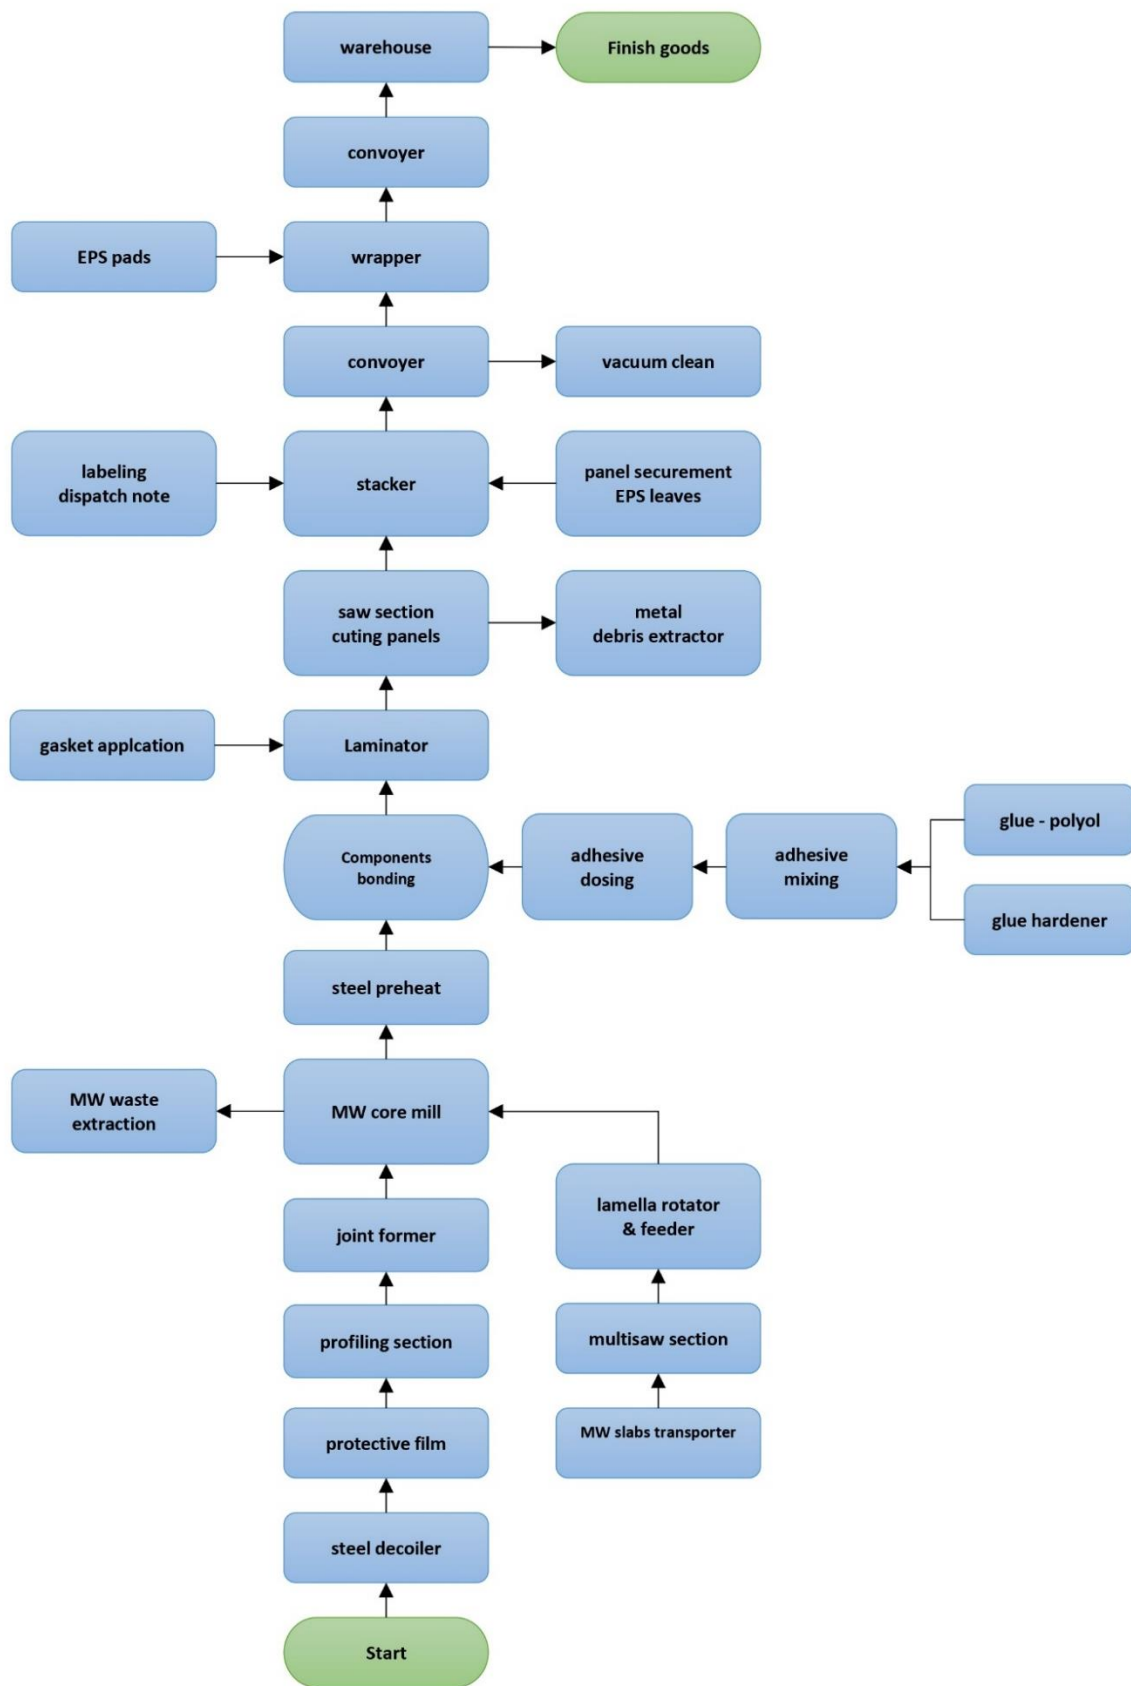 warehouse
Finish goods
convoyer
EPS pads
wrapper
convoyer
vacuum clean
labeling
dispatch note
stacker
panel securement
EPS leaves
saw section
cuting panels
metal
debris extractor
gasket applcation
Laminator
Components
bonding
adhesive
dosing
adhesive
mixing
glue - polyol
glue hardener
steel preheat
MW waste
extraction
MW core mill
lamella rotator
& feeder
joint former
profiling section
multisaw section
protective film
MW slabs transporter
steel decoiler
Start